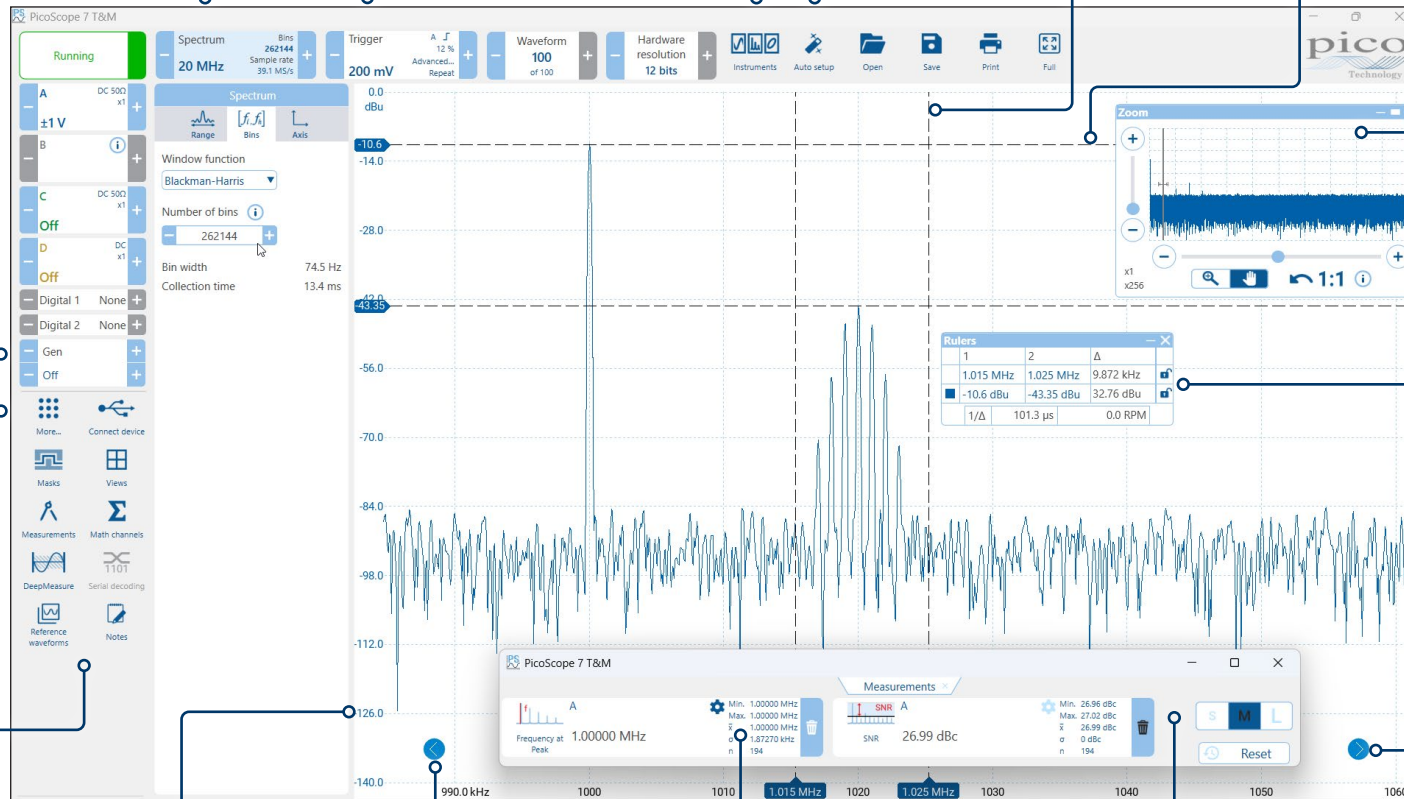 PicoScope 7 T&M
Running
Spectrum
20 MHz
Bins
262144
Sample rate
39.1 MS/s
Trigger
200 mV
A
12 %
Advanced...
Repeat
Waveform
100
of 100
Hardware
resolution
12 bits
Instruments
Auto setup
Open
Save
Print
Full
pico
Technology
A
DC 50Ω
x1
±1 V
B
C
DC 50Ω
x1
Off
D
DC
x1
Off
Digital 1 None
Digital 2 None
Gen
Off
More...
Connect device
Masks
Views
Measurements
Math channels
DeepMeasure
1101
Serial decoding
Reference
waveforms
Notes
Spectrum
Range
Bins
Axis
Window function
Blackman-Harris
Number of bins
262144
Bin width 74.5 Hz
Collection time 13.4 ms
0.0
dBu
-10.6
-14.0
-28.0
-43.35
-56.0
-70.0
-84.0
-98.0
-112.0
-126.0
-140.0
Zoom
x1
x256
1:1
Rulers
1 2 Δ
1.015 MHz 1.025 MHz 9.872 kHz
-10.6 dBu -43.35 dBu 32.76 dBu
1/Δ 101.3 µs 0.0 RPM
PicoScope 7 T&M
Measurements
A
Frequency at
Peak
1.00000 MHz
Min. 1.00000 MHz
Max. 1.00000 MHz
x̄ 1.00000 MHz
σ 1.87270 kHz
n 194
SNR
A
SNR
26.99 dBc
Min. 26.96 dBc
Max. 27.02 dBc
x̄ 26.99 dBc
σ 0 dBc
n 194
S M L
Reset
990.0 kHz 1000 1010 1.015 MHz 1020 1.025 MHz 1030 1040 1050 1060